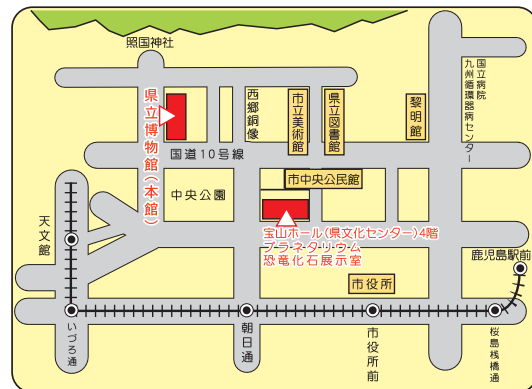 照国神社
県立博物館(本館)
西郷銅像
市立美術館
県立図書館
黎明館
国立病院
九州循環器病センター
国道10号線
中央公園
市中央公民館
天文館
宝山ホール(県文化センター)4階
プラネタリウム
恐竜化石展示室
鹿児島駅前
市役所
いづろ通
朝日通
市役所前
桜島桟橋通